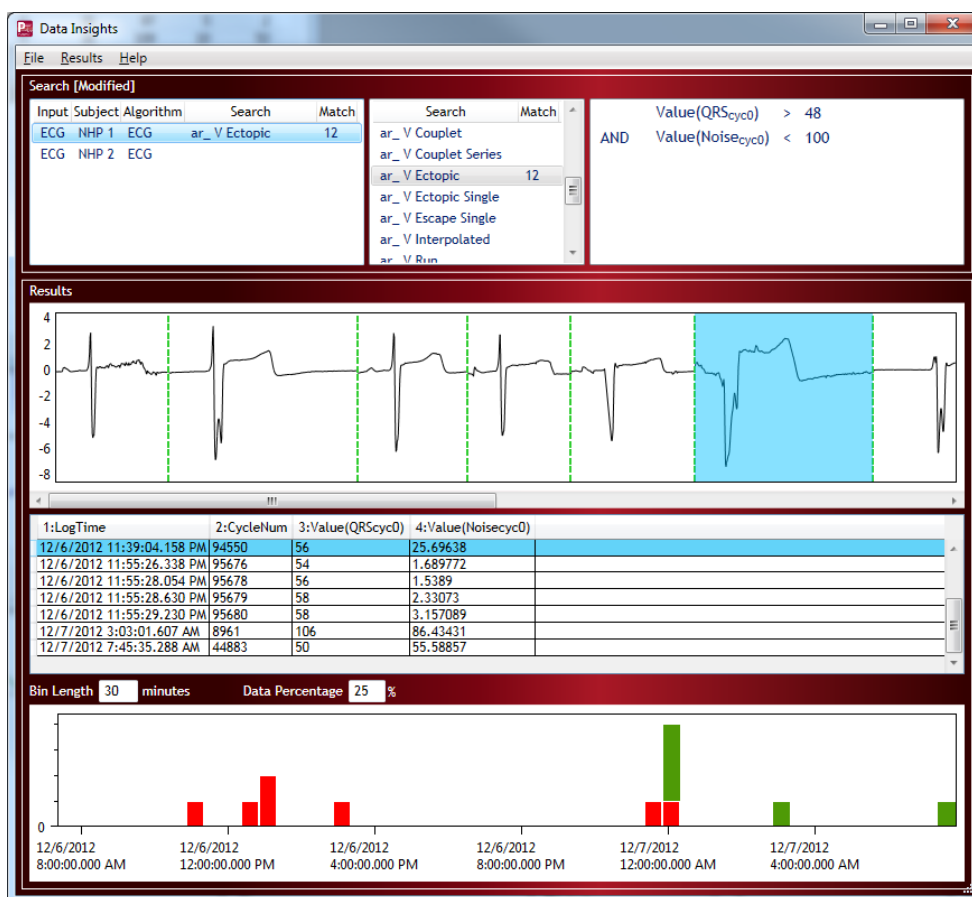 Data Insights
File Results Help
Search [Modified]
Input Subject Algorithm Search Match
ECG NHP 1 ECG ar_ V Ectopic 12
ECG NHP 2 ECG
Search Match
ar_ V Couplet
ar_ V Couplet Series
ar_ V Ectopic 12
ar_ V Ectopic Single
ar_ V Escape Single
ar_ V Interpolated
ar_ V Run
Value(QRScyc0) > 48
AND Value(Noisecyc0) < 100
Results
4
2
0
-2
-4
-6
-8
1:LogTime 2:CycleNum 3:Value(QRScyc0) 4:Value(Noisecyc0)
12/6/2012 11:39:04.158 PM 94550 56 25.69638
12/6/2012 11:55:26.338 PM 95676 54 1.689772
12/6/2012 11:55:28.054 PM 95678 56 1.5389
12/6/2012 11:55:28.630 PM 95679 58 2.33073
12/6/2012 11:55:29.230 PM 95680 58 3.157089
12/7/2012 3:03:01.607 AM 8961 106 86.43431
12/7/2012 7:45:35.288 AM 44883 50 55.58857
Bin Length 30 minutes Data Percentage 25 %
0
12/6/2012 12/6/2012 12/6/2012 12/6/2012 12/7/2012 12/7/2012
8:00:00.000 AM 12:00:00.000 PM 4:00:00.000 PM 8:00:00.000 PM 12:00:00.000 AM 4:00:00.000 AM